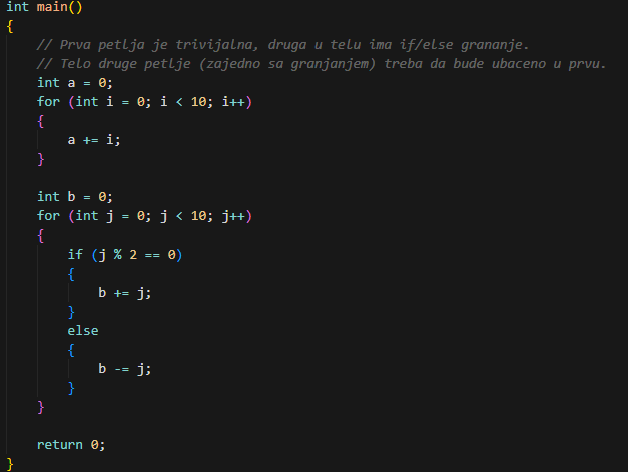 int main()
{
// Prva petlja je trivijalna, druga u telu ima if/else grananje.
// Telo druge petlje (zajedno sa granjanjem) treba da bude ubaceno u prvu.
int a = 0;
for (int i = 0; i < 10; i++)
{
a += i;
}
int b = 0;
for (int j = 0; j < 10; j++)
{
if (j % 2 == 0)
{
b += j;
}
else
{
b -= j;
}
}
return 0;
}